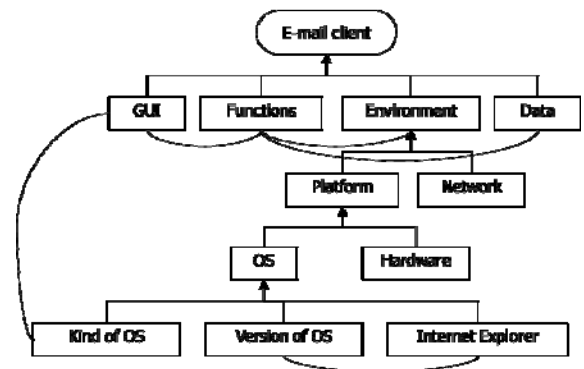 E-mail client
GUI
Functions
Environment
Data
Platform
Network
OS
Hardware
Kind of OS
Version of OS
Internet Explorer